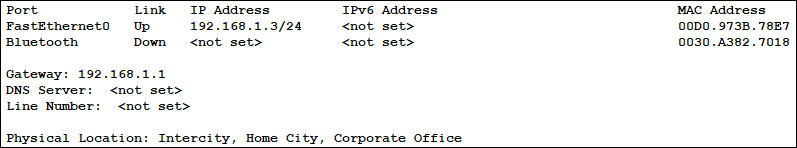 Port Link IP Address IPv6 Address MAC Address
FastEthernet0 Up 192.168.1.3/24 <not set> 00D0.973B.78E7
Bluetooth Down <not set> <not set> 0030.A382.7018
Gateway: 192.168.1.1
DNS Server: <not set>
Line Number: <not set>
Physical Location: Intercity, Home City, Corporate Office